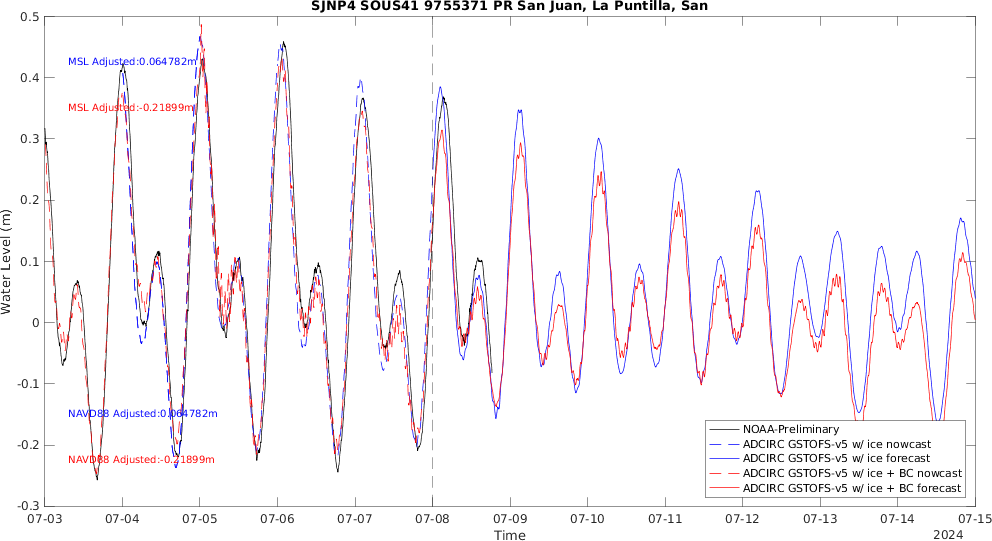 SJNP4 SOUS41 9755371 PR San Juan, La Puntilla, San
0.5
0.4
0.3
0.2
0.1
0
-0.1
-0.2
-0.3
Water Level (m)
MSL Adjusted:0.064782m
MSL Adjusted:-0.21899m
NAVD88 Adjusted:0.064782m
NAVD88 Adjusted:-0.21899m
NOAA-Preliminary
ADCIRC GSTOFS-v5 w/ ice nowcast
ADCIRC GSTOFS-v5 w/ ice forecast
ADCIRC GSTOFS-v5 w/ ice + BC nowcast
ADCIRC GSTOFS-v5 w/ ice + BC forecast
07-03 07-04 07-05 07-06 07-07 07-08 07-09 07-10 07-11 07-12 07-13 07-14 07-15
Time
2024